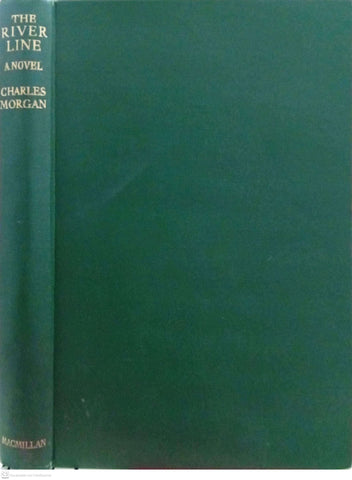 THE
RIVER
LINE
A NOVEL
CHARLES
MORGAN
MACMILLAN